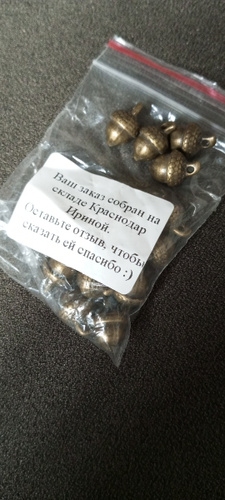 Ваш заказ собран на
складе Краснодар
Ириной.
Оставьте отзыв, чтобы
сказать ей спасибо :)